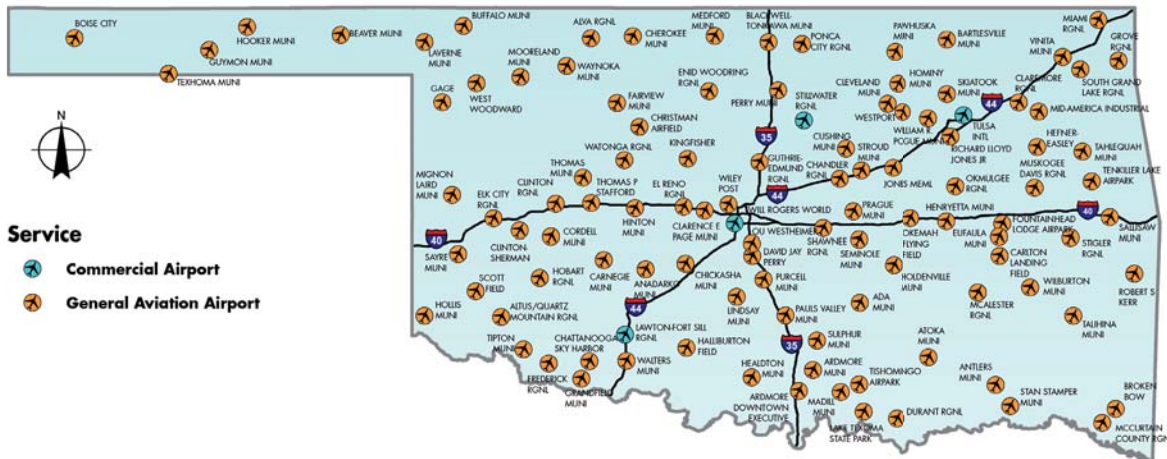 BOISE CITY
HOOKER MUNI
GUYMON MUNI
TEXHOMA MUNI
BEAVER MUNI
BUFFALO MUNI
LAVERNE
MUNI
MOORELAND
MUNI
ALVA RGNL
WAYNOKA
MUNI
CHEROKEE
MUNI
MEDFORD
MUNI
BLACKWELL-
TONKAWA MUNI
PONCA
CITY RGNL
PAWHUSKA
MUNI
BARTLESVILLE
MUNI
MIAMI
RGNL
VINITA
MUNI
GROVE
RGNL
SOUTH GRAND
LAKE RGNL
GAGE
WEST
WOODWARD
FAIRVIEW
MUNI
ENID WOODRING
RGNL
PERRY MUNI
STILLWATER
RGNL
CLEVELAND
MUNI
HOMINY
MUNI
SKIATOOK
MUNI
CLAREMORE
RGNL
MID-AMERICA INDUSTRIAL
WESTPORT
WILLIAM R.
POGUE MUNI
TULSA
INTL
RICHARD LLOYD
JONES JR
44
N
CHRISTMAN
AIRFIELD
KINGFISHER
WATONGA RGNL
35
GUTHRIE-
EDMUND
RGNL
CUSHING
MUNI
STROUD
MUNI
CHANDLER
RGNL
JONES MEML
HEFNER-
EASLEY
TAHLEQUAH
MUNI
MUSKOGEE
DAVIS RGNL
TENKILLER LAKE
AIRPARK
OKMULGEE
RGNL
MIGNON
LAIRD MUNI
ELK CITY
RGNL
CLINTON
RGNL
THOMAS
MUNI
THOMAS P
STAFFORD
HINTON
MUNI
EL RENO
RGNL
WILEY
POST
44
CLARENCE E
PAGE MUNI
WILL ROGERS WORLD
PRAGUE
MUNI
HENRYETTA MUNI
40
FOUNTAINHEAD
LODGE AIRPARK
SALLISAW
MUNI
40
SAYRE
MUNI
CLINTON-
SHERMAN
CORDELL
MUNI
LOU WESTHEIMER
DAVID JAY
PERRY
SHAWNEE
RGNL
SEMINOLE
MUNI
OKEMAH
FLYING
FIELD
EUFAULA
MUNI
STIGLER
RGNL
CARLTON
LANDING
FIELD
Service
Commercial Airport
General Aviation Airport
SCOTT
FIELD
HOBART
RGNL
CARNEGIE
MUNI
ANADARKO
MUNI
CHICKASHA
MUNI
PURCELL
MUNI
HOLDENVILLE
MUNI
WILBURTON
MUNI
ROBERT S
KERR
HOLLIS
MUNI
ALTUS/QUARTZ
MOUNTAIN RGNL
44
LINDSAY
MUNI
PAULS VALLEY
MUNI
ADA
MUNI
MCALESTER
RGNL
TALIHINA
MUNI
TIPTON
MUNI
CHATTANOOGA
SKY HARBOR
LAWTON-FORT SILL
RGNL
HALLIBURTON
FIELD
35
SULPHUR
MUNI
ATOKA
MUNI
FREDERICK
RGNL
GRANDFIELD
MUNI
WALTERS
MUNI
HEALDTON
MUNI
ARDMORE
MUNI
TISHOMINGO
AIRPARK
ANTLERS
MUNI
STAN STAMPER
MUNI
BROKEN
BOW
ARDMORE
DOWNTOWN
EXECUTIVE
MADILL
MUNI
LAKE TEXOMA
STATE PARK
DURANT RGNL
MCCURTAIN
COUNTY RGNL